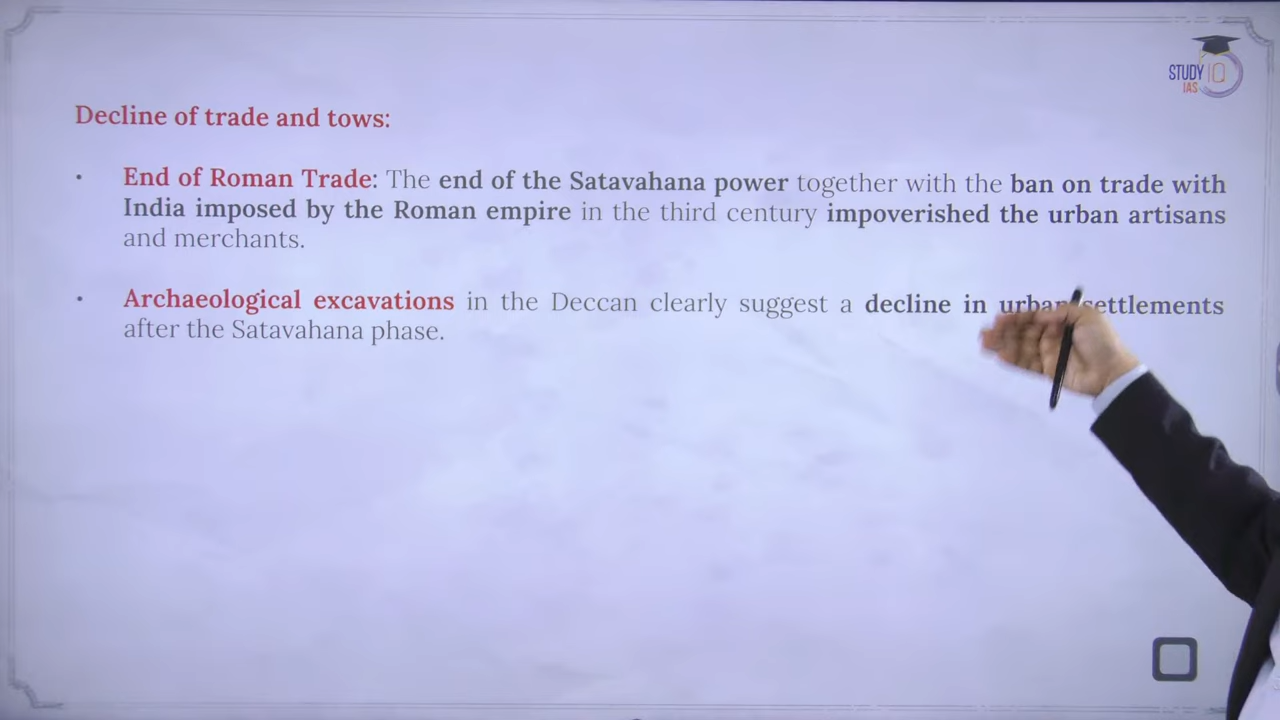 STUDY IQ
IAS
Decline of trade and tows:
• End of Roman Trade: The end of the Satavahana power together with the ban on trade with
India imposed by the Roman empire in the third century impoverished the urban artisans
and merchants.
• Archaeological excavations in the Deccan clearly suggest a decline in urban settlements
after the Satavahana phase.